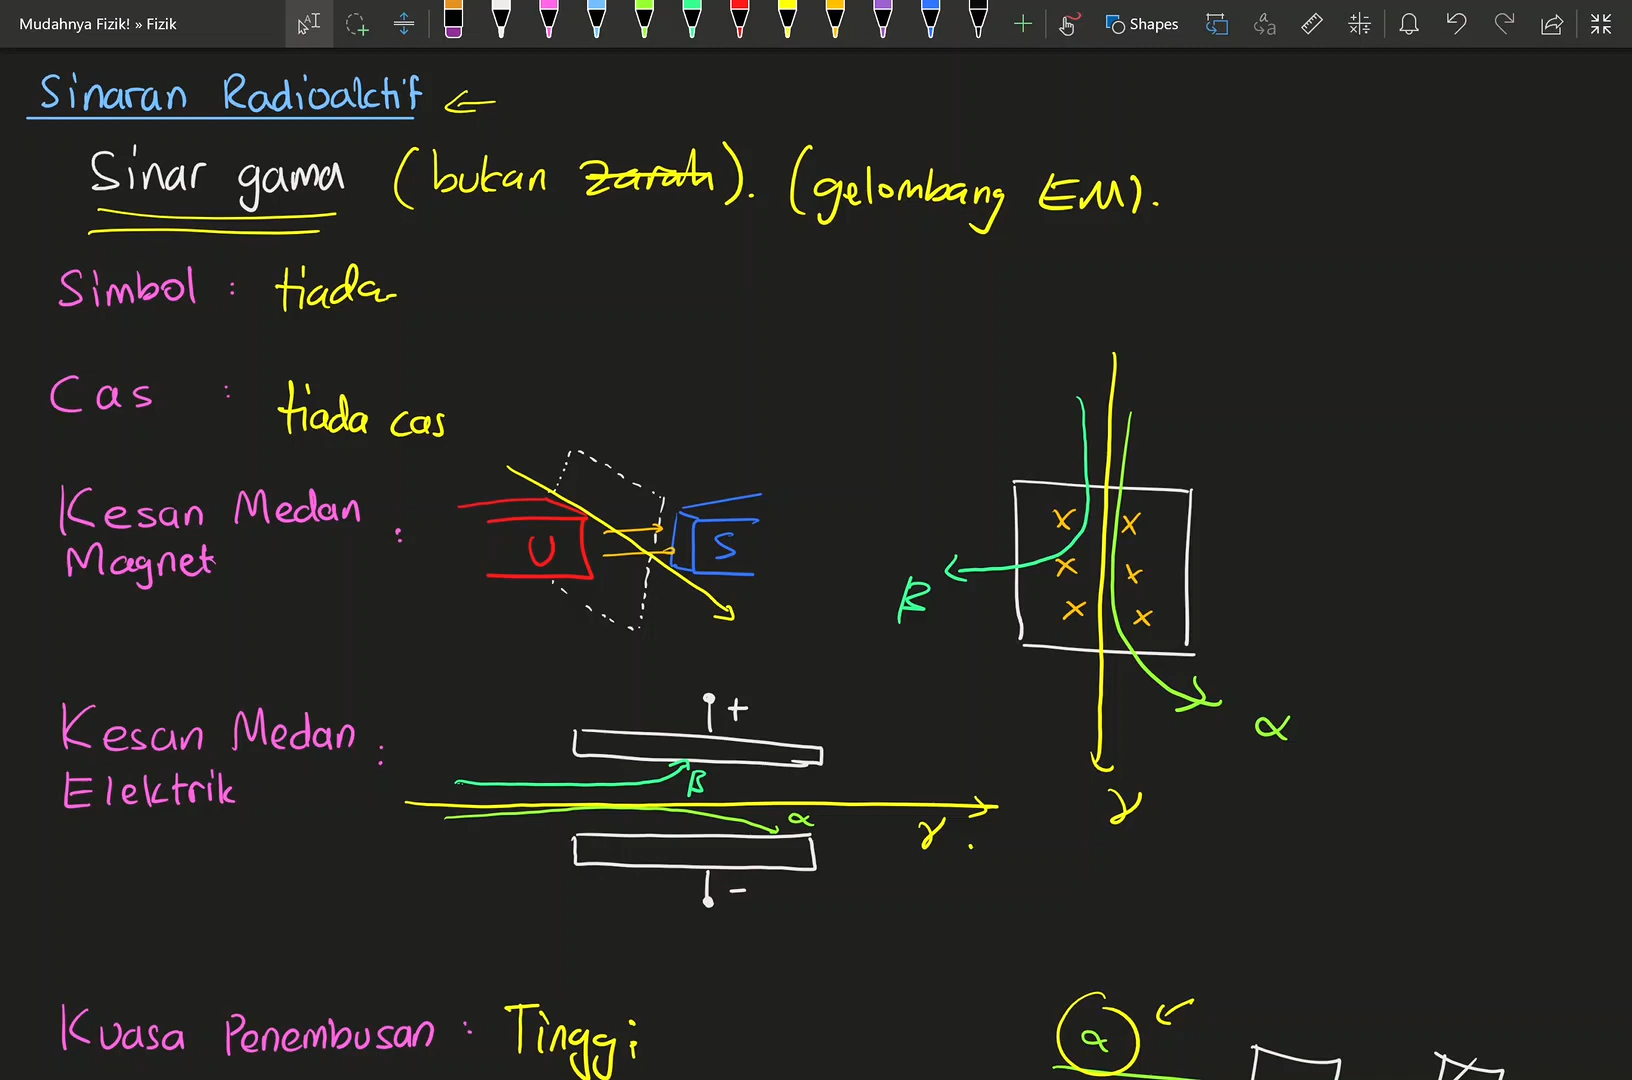 Mudahnya Fizik! » Fizik
Shapes
Sinaran Radioaktif
Sinar gama (bukan zarah). (gelombang EM).
Simbol : tiada
Cas : tiada cas
Kesan Medan Magnet :
U S
x x
x x
x x
β
α
γ
Kesan Medan Elektrik :
+
β
α
γ .
-
Kuasa Penembusan : Tinggi
α